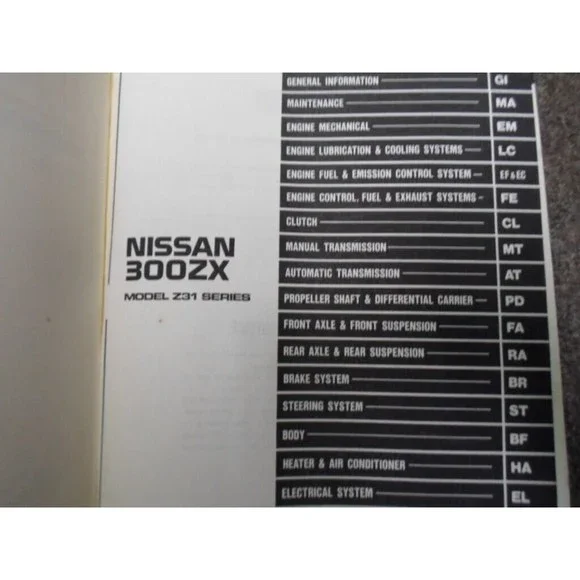 NISSAN
300ZX
MODEL Z31 SERIES
GENERAL INFORMATION GI
MAINTENANCE MA
ENGINE MECHANICAL EM
ENGINE LUBRICATION & COOLING SYSTEMS LC
ENGINE FUEL & EMISSION CONTROL SYSTEM EF & EC
ENGINE CONTROL, FUEL & EXHAUST SYSTEMS FE
CLUTCH CL
MANUAL TRANSMISSION MT
AUTOMATIC TRANSMISSION AT
PROPELLER SHAFT & DIFFERENTIAL CARRIER PD
FRONT AXLE & FRONT SUSPENSION FA
REAR AXLE & REAR SUSPENSION RA
BRAKE SYSTEM BR
STEERING SYSTEM ST
BODY BF
HEATER & AIR CONDITIONER HA
ELECTRICAL SYSTEM EL